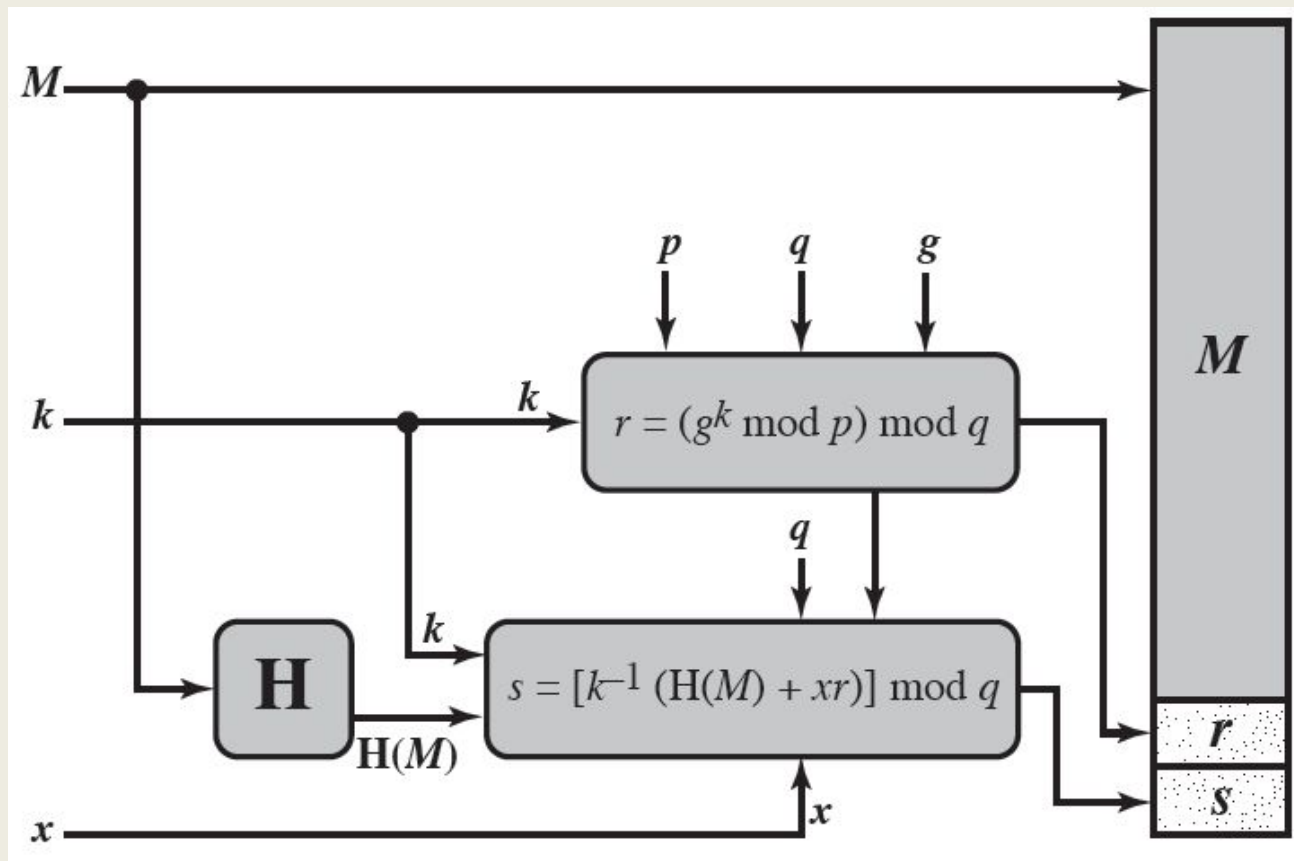 M
p q g
M
k
k
r = (g^k mod p) mod q
q
k
H
s = [k^–1 (H(M) + xr)] mod q
r
H(M)
s
x
x